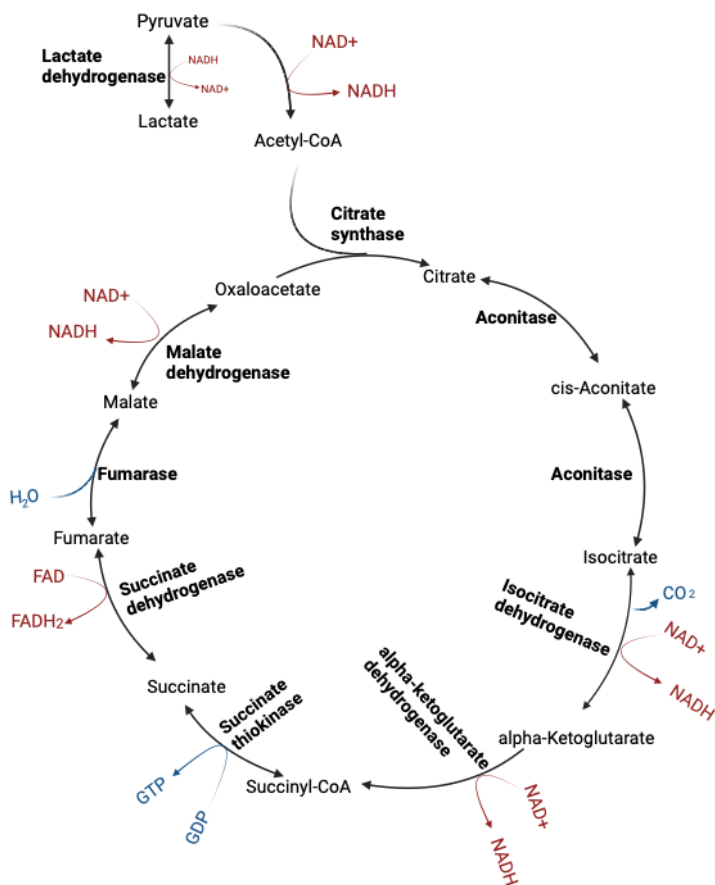 Pyruvate
Lactate
dehydrogenase
NADH
NAD+
Lactate
NAD+
NADH
Acetyl-CoA
Citrate
synthase
Oxaloacetate
Citrate
Aconitase
cis-Aconitate
Aconitase
Isocitrate
Isocitrate
dehydrogenase
CO2
NAD+
NADH
alpha-Ketoglutarate
alpha-ketoglutarate
dehydrogenase
NAD+
NADH
Succinyl-CoA
Succinate
thiokinase
GTP
GDP
Succinate
Succinate
dehydrogenase
FAD
FADH2
Fumarate
Fumarase
H2O
Malate
Malate
dehydrogenase
NAD+
NADH